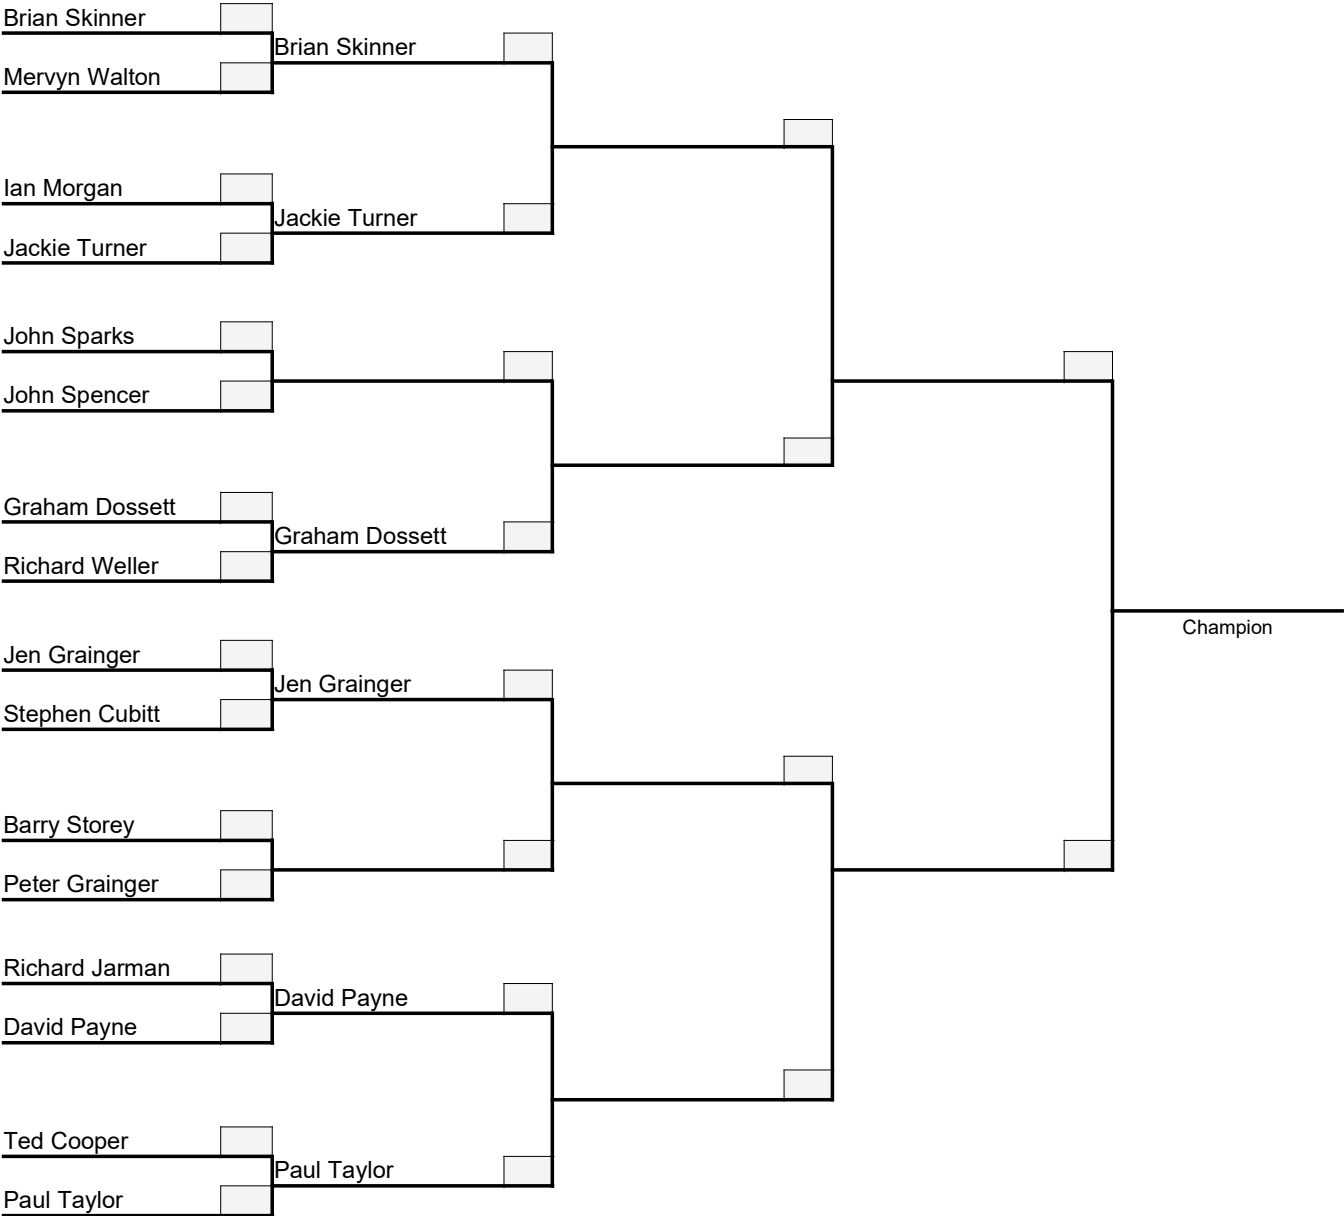 Brian Skinner
Brian Skinner
Mervyn Walton
Ian Morgan
Jackie Turner
Jackie Turner
John Sparks
John Spencer
Graham Dossett
Graham Dossett
Richard Weller
Champion
Jen Grainger
Jen Grainger
Stephen Cubitt
Barry Storey
Peter Grainger
Richard Jarman
David Payne
David Payne
Ted Cooper
Paul Taylor
Paul Taylor